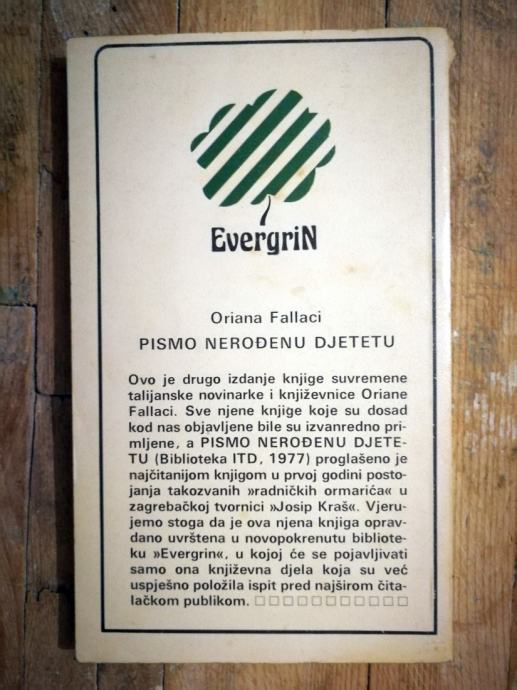 EvergriN
Oriana Fallaci
PISMO NEROĐENU DJETETU
Ovo je drugo izdanje knjige suvremene
talijanske novinarke i književnice Oriane
Fallaci. Sve njene knjige koje su dosad
kod nas objavljene bile su izvanredno pri-
mljene, a PISMO NEROĐENU DJETE-
TU (Biblioteka ITD, 1977) proglašeno je
najčitanijom knjigom u prvoj godini posto-
janja takozvanih »radničkih ormarića« u
zagrebačkoj tvornici »Josip Kraš«. Vjeru-
jemo stoga da je ova njena knjiga oprav-
dano uvrštena u novopokrenutu bibliote-
ku »Evergrin«, u kojoj će se pojavljivati
samo ona književna djela koja su već
uspješno položila ispit pred najširom čita-
lačkom publikom. □□□□□□□□□□□